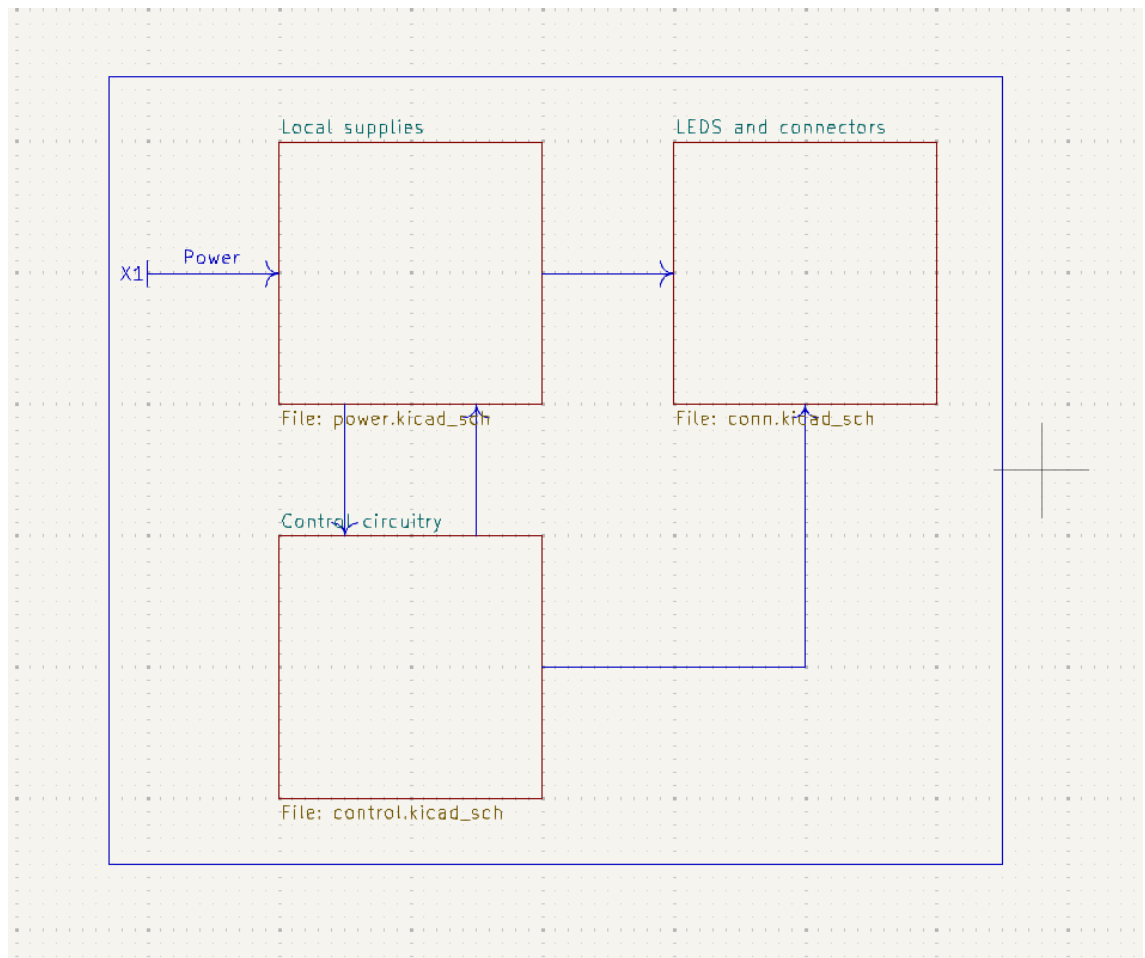 Local supplies
LEDS and connectors
Power
X1
File: power.kicad_sch
File: conn.kicad_sch
Control circuitry
File: control.kicad_sch